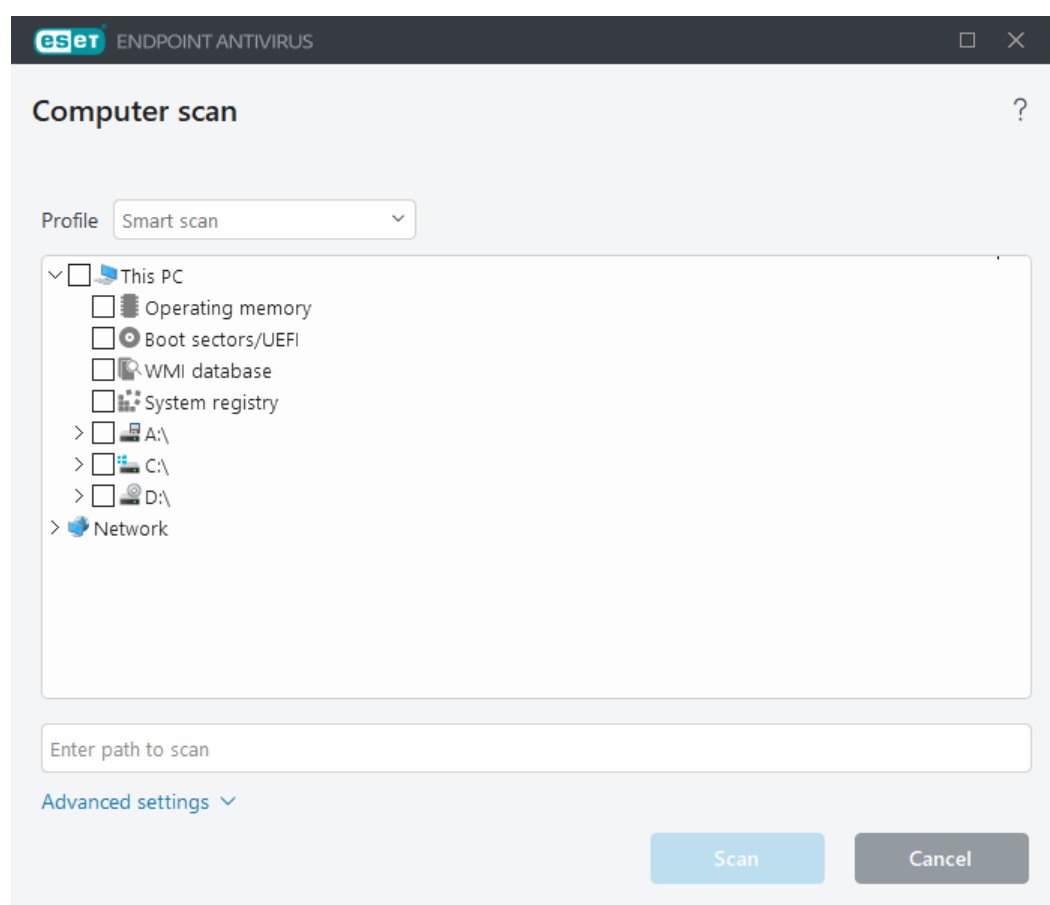 eset ENDPOINT ANTIVIRUS
Computer scan
?
Profile Smart scan
This PC
Operating memory
Boot sectors/UEFI
WMI database
System registry
A:\
C:\
D:\
Network
Enter path to scan
Advanced settings
Scan Cancel